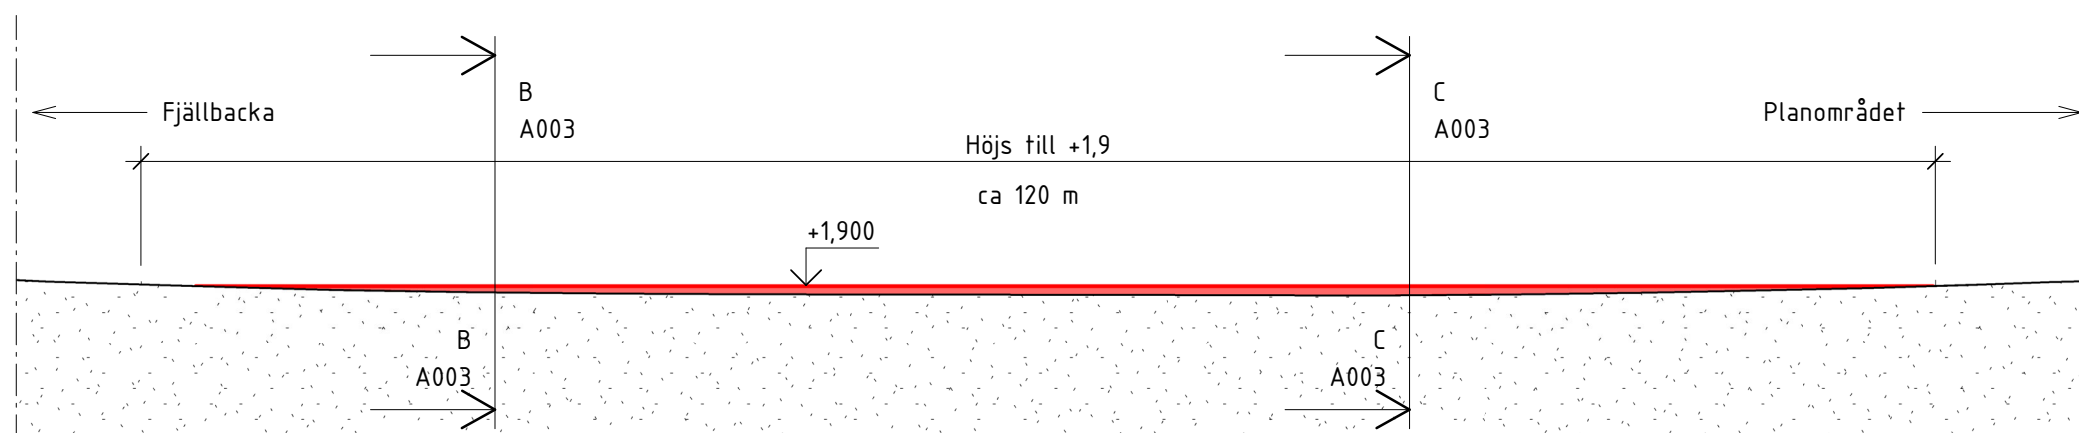 B
A003
C
A003
Fjällbacka
Planområdet
Höjs till +1,9
ca 120 m
+1,900
B
A003
C
A003